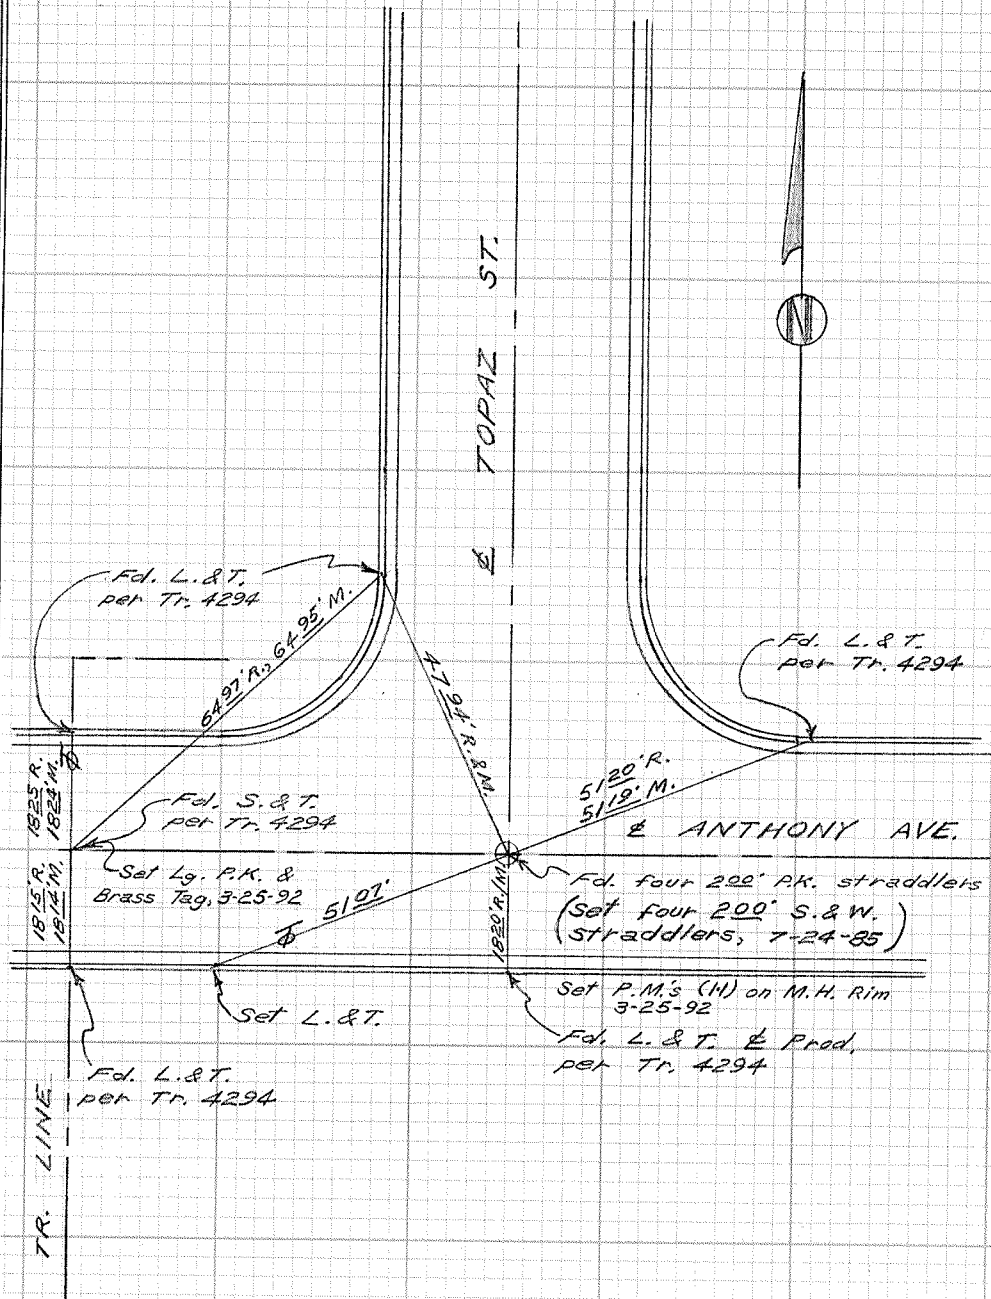 N
℄ TOPAZ ST.
Fd. L. & T.
per Tr. 4294
64.97' R., 64.95' M.
47.94' R. & M.
Fd. L. & T.
per Tr. 4294
51.20' R.
51.19' M.
℄ ANTHONY AVE.
18.25 R.
18.24' M.
Fd. S. & T.
per Tr. 4294
Set Lg. P.K. &
Brass Tag, 3-25-92
18.15' R.
18.14' M.
51.07'
18.20' R/M
Fd. four 2.00' P.K. straddlers
(Set four 2.00' S. & W.
straddlers, 7-24-85)
Set P.M.'s (4) on M.H. Rim
3-25-92
Set L. & T.
Fd. L. & T. ℄ Prod.
per Tr. 4294
Fd. L. & T.
per Tr. 4294
TR. LINE